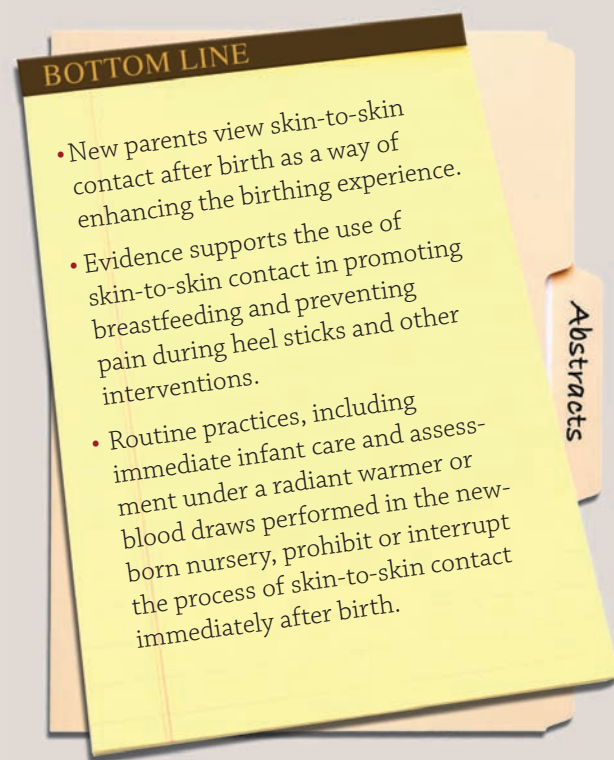 BOTTOM LINE
• New parents view skin-to-skin
contact after birth as a way of
enhancing the birthing experience.
• Evidence supports the use of
skin-to-skin contact in promoting
breastfeeding and preventing
pain during heel sticks and other
interventions.
• Routine practices, including
immediate infant care and assess-
ment under a radiant warmer or
blood draws performed in the new-
born nursery, prohibit or interrupt
the process of skin-to-skin contact
immediately after birth.
Abstracts